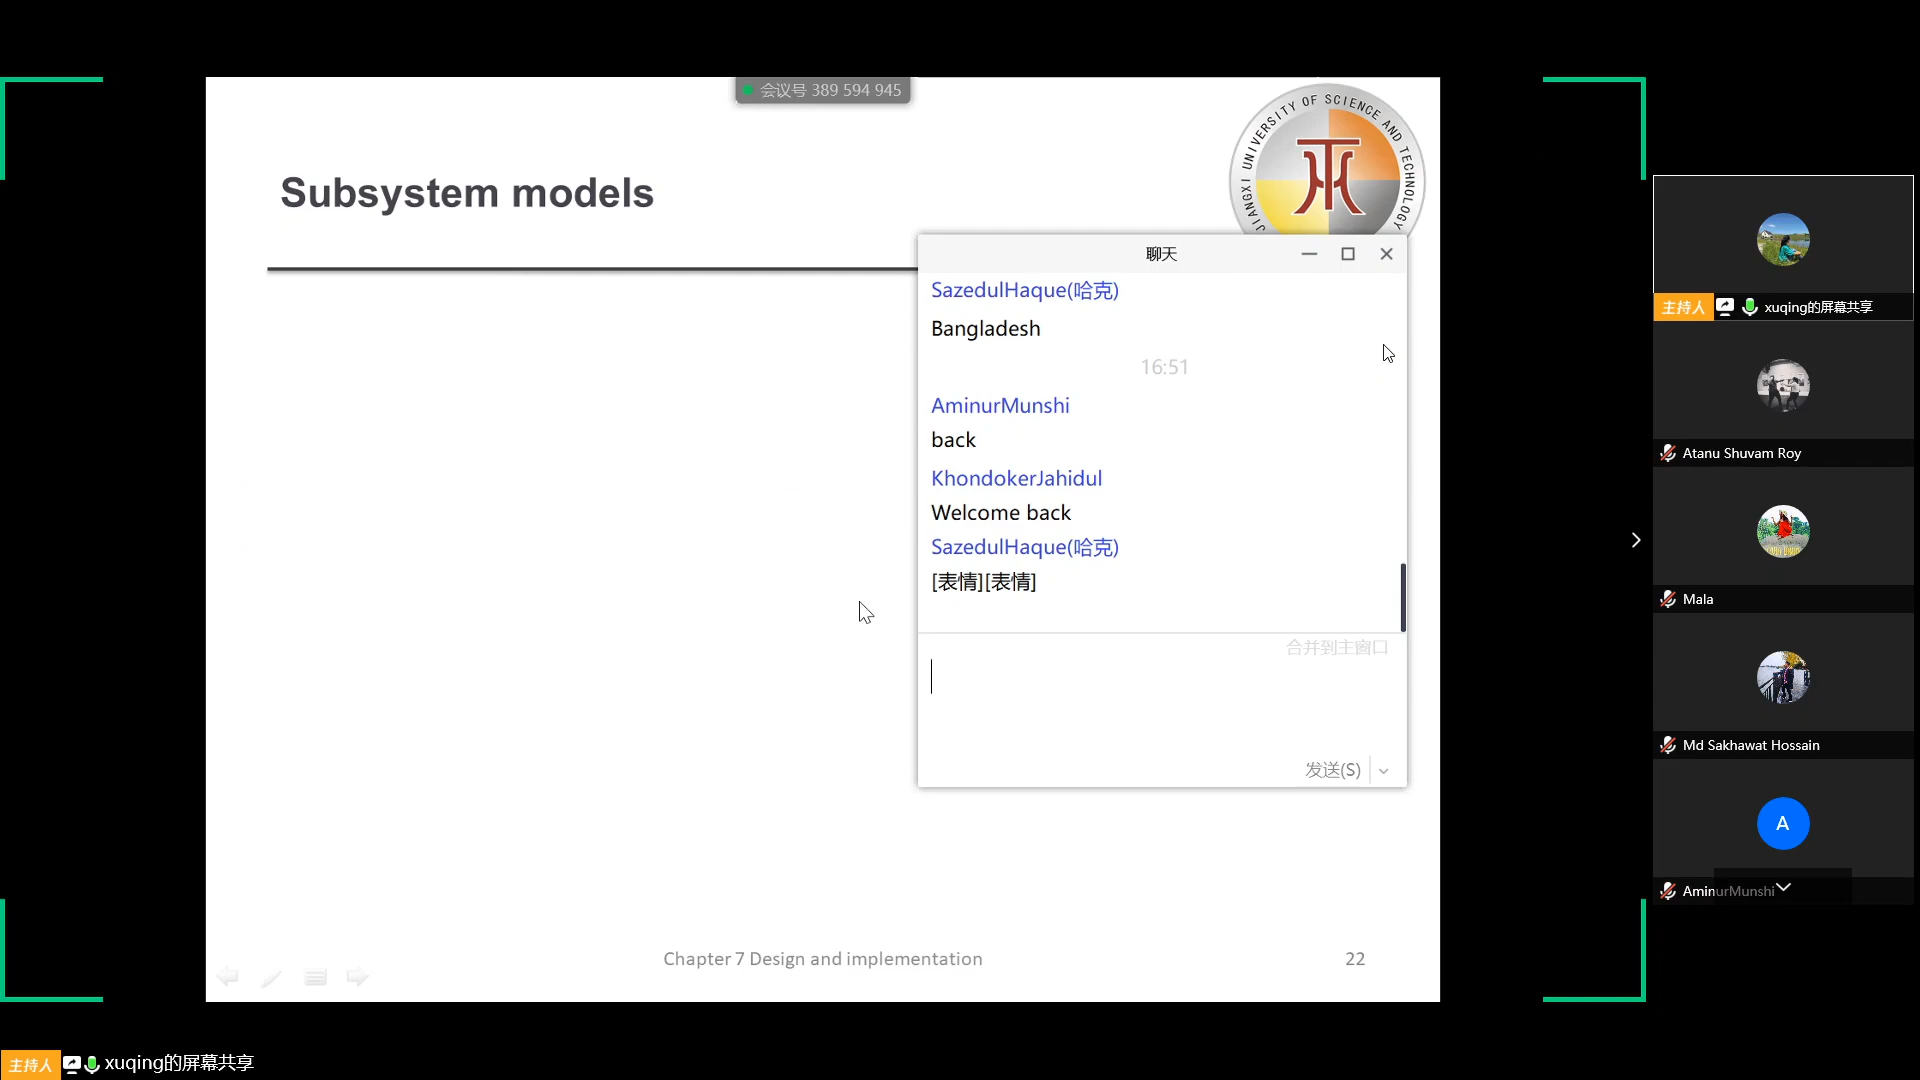 会议号 389 594 945
JIANGXI UNIVERSITY OF SCIENCE AND TECHNOLOGY
Subsystem models
聊天
SazedulHaque(哈克)
Bangladesh
16:51
AminurMunshi
back
KhondokerJahidul
Welcome back
SazedulHaque(哈克)
[表情][表情]
合并到主窗口
发送(S)
Chapter 7 Design and implementation
22
主持人 xuqing的屏幕共享
Atanu Shuvam Roy
Mala
Md Sakhawat Hossain
A
AminurMunshi
主持人 xuqing的屏幕共享